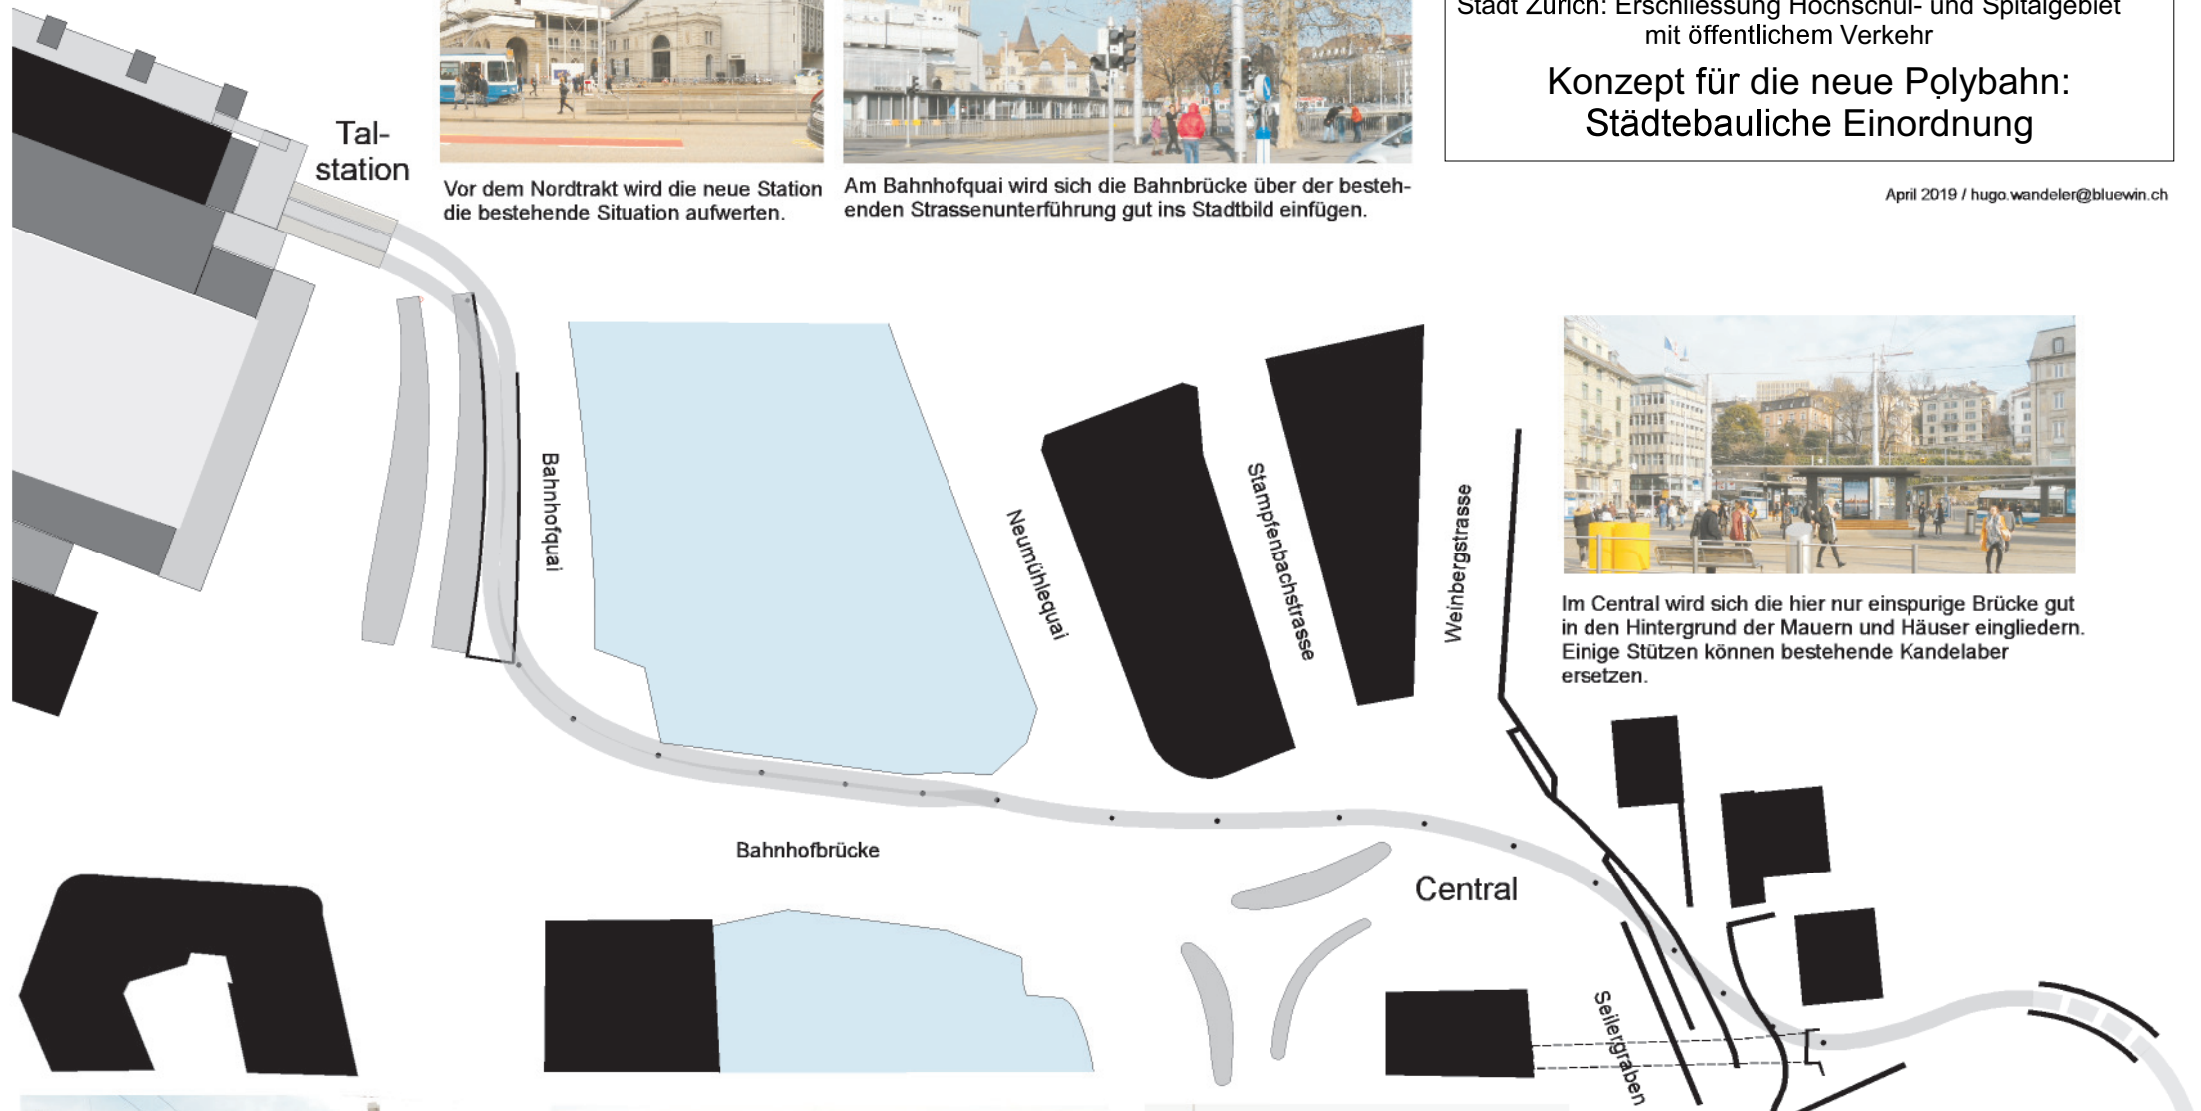 Stadt Zürich: Erschliessung Hochschul- und Spitalgebiet
mit öffentlichem Verkehr
Konzept für die neue Polybahn:
Städtebauliche Einordnung
April 2019 / hugo.wandeler@bluewin.ch
Tal-
station
Vor dem Nordtrakt wird die neue Station
die bestehende Situation aufwerten.
Am Bahnhofquai wird sich die Bahnbrücke über der besteh-
enden Strassenunterführung gut ins Stadtbild einfügen.
Bahnhofquai
Neumühlequai
Stampfenbachstrasse
Weinbergstrasse
Im Central wird sich die hier nur einspurige Brücke gut
in den Hintergrund der Mauern und Häuser eingliedern.
Einige Stützen können bestehende Kandelaber
ersetzen.
Bahnhofbrücke
Central
Seilergraben